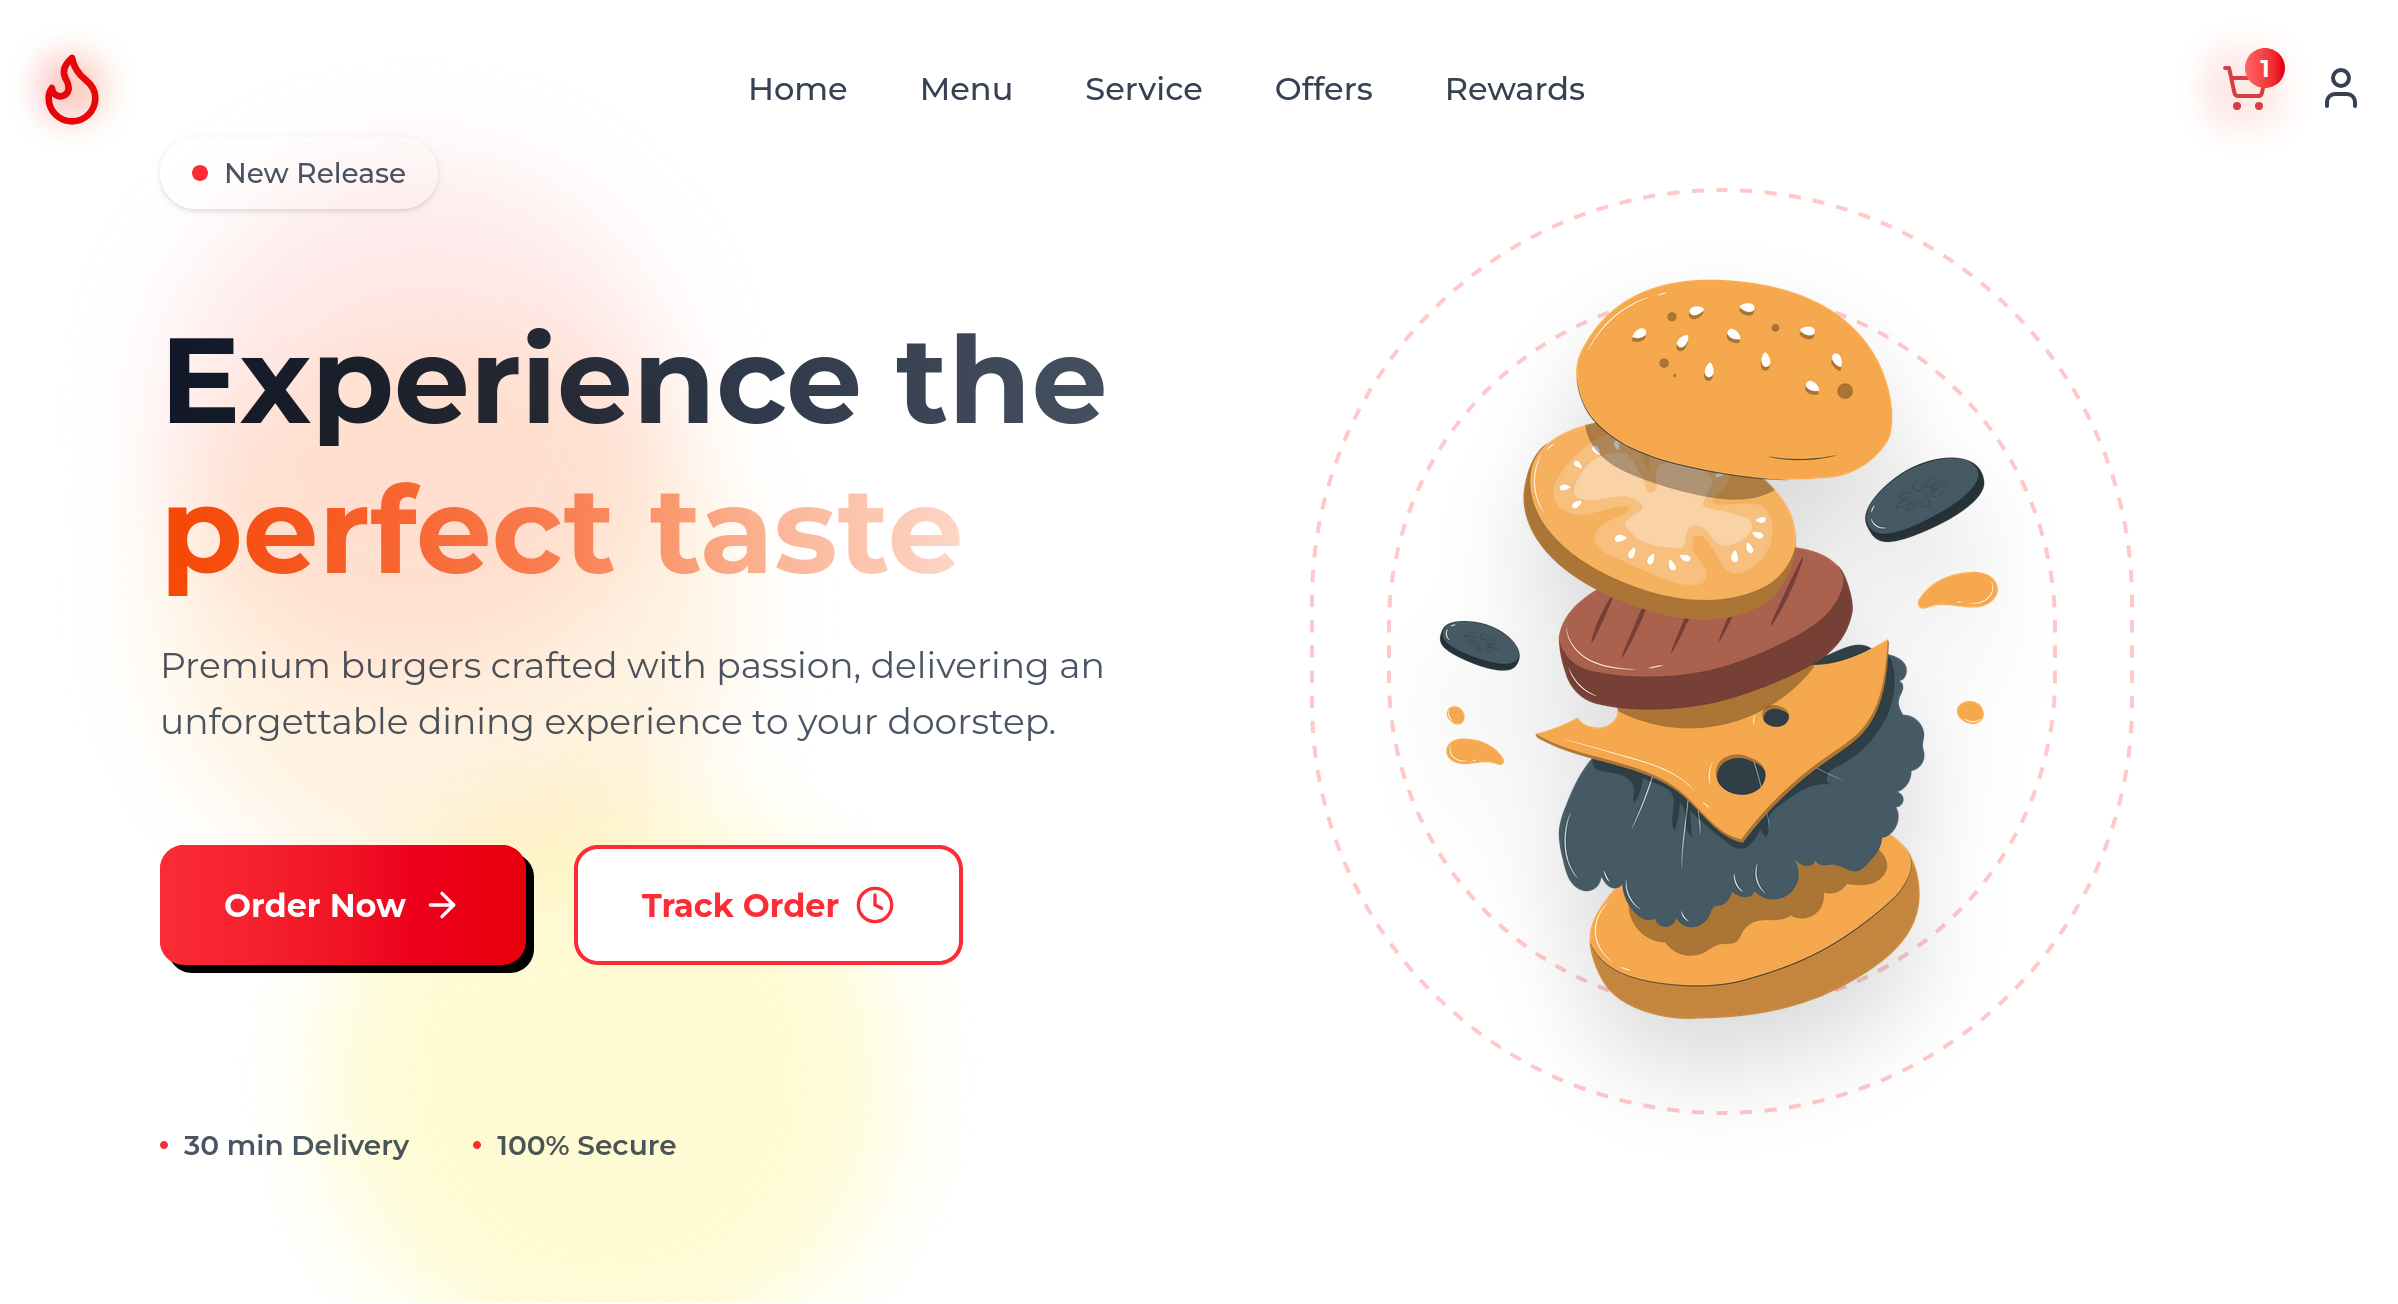 Home
Menu
Service
Offers
Rewards
1
New Release
Experience the
perfect taste
Premium burgers crafted with passion, delivering an
unforgettable dining experience to your doorstep.
Order Now
Track Order
30 min Delivery
100% Secure